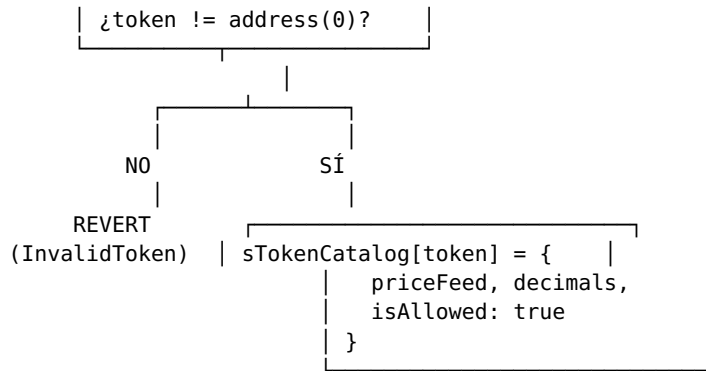 ¿token != address(0)?
NO SÍ
REVERT
(InvalidToken) sTokenCatalog[token] = {
priceFeed, decimals,
isAllowed: true
}